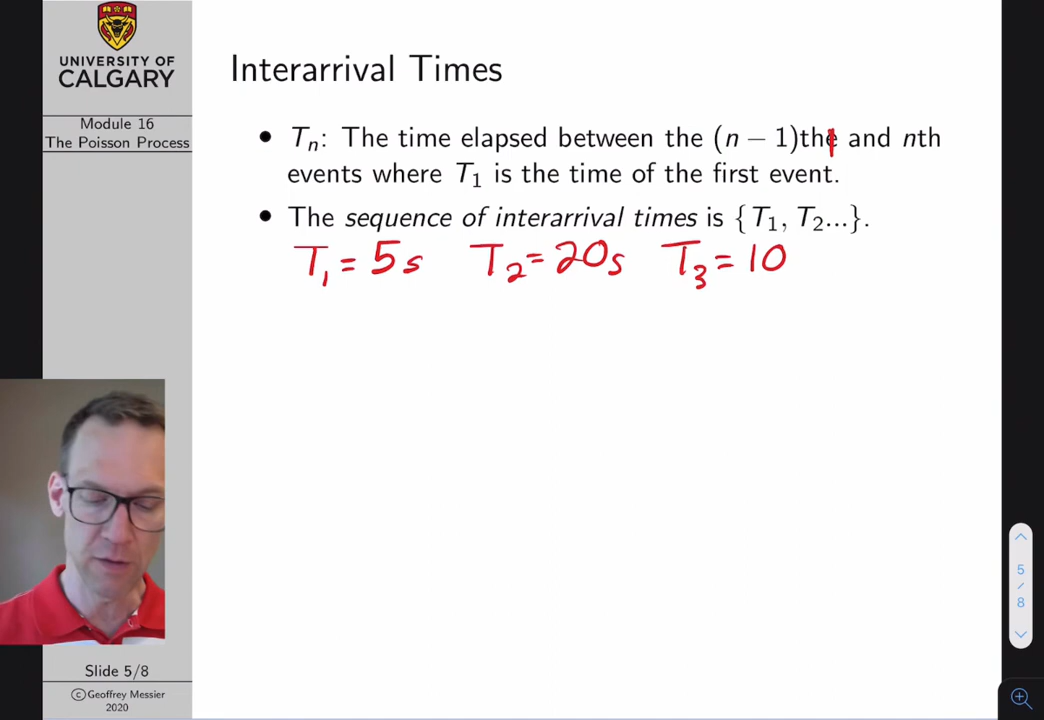 UNIVERSITY OF
CALGARY
Module 16
The Poisson Process
Interarrival Times
• Tₙ: The time elapsed between the (n − 1)the and nth
events where T₁ is the time of the first event.
• The sequence of interarrival times is {T₁, T₂...}.
T₁ = 5s T₂ = 20s T₃ = 10
5
/
8
Slide 5/8
©Geoffrey Messier
2020